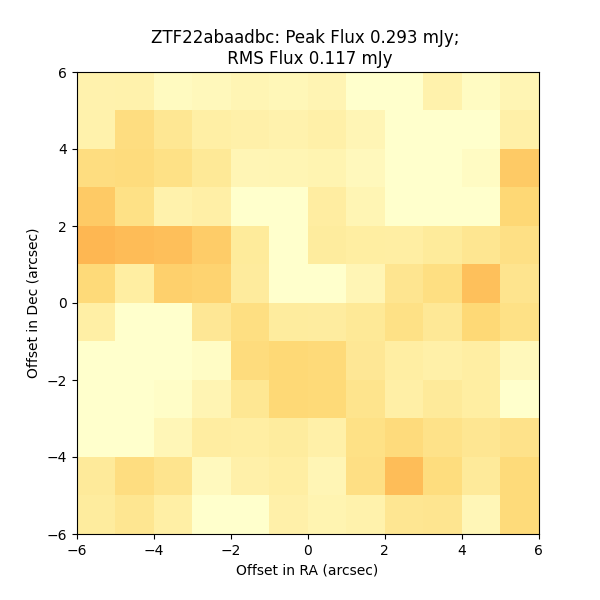 ZTF22abaadbc: Peak Flux 0.293 mJy;
RMS Flux 0.117 mJy
6
4
2
0
−2
−4
−6
Offset in Dec (arcsec)
−6 −4 −2 0 2 4 6
Offset in RA (arcsec)